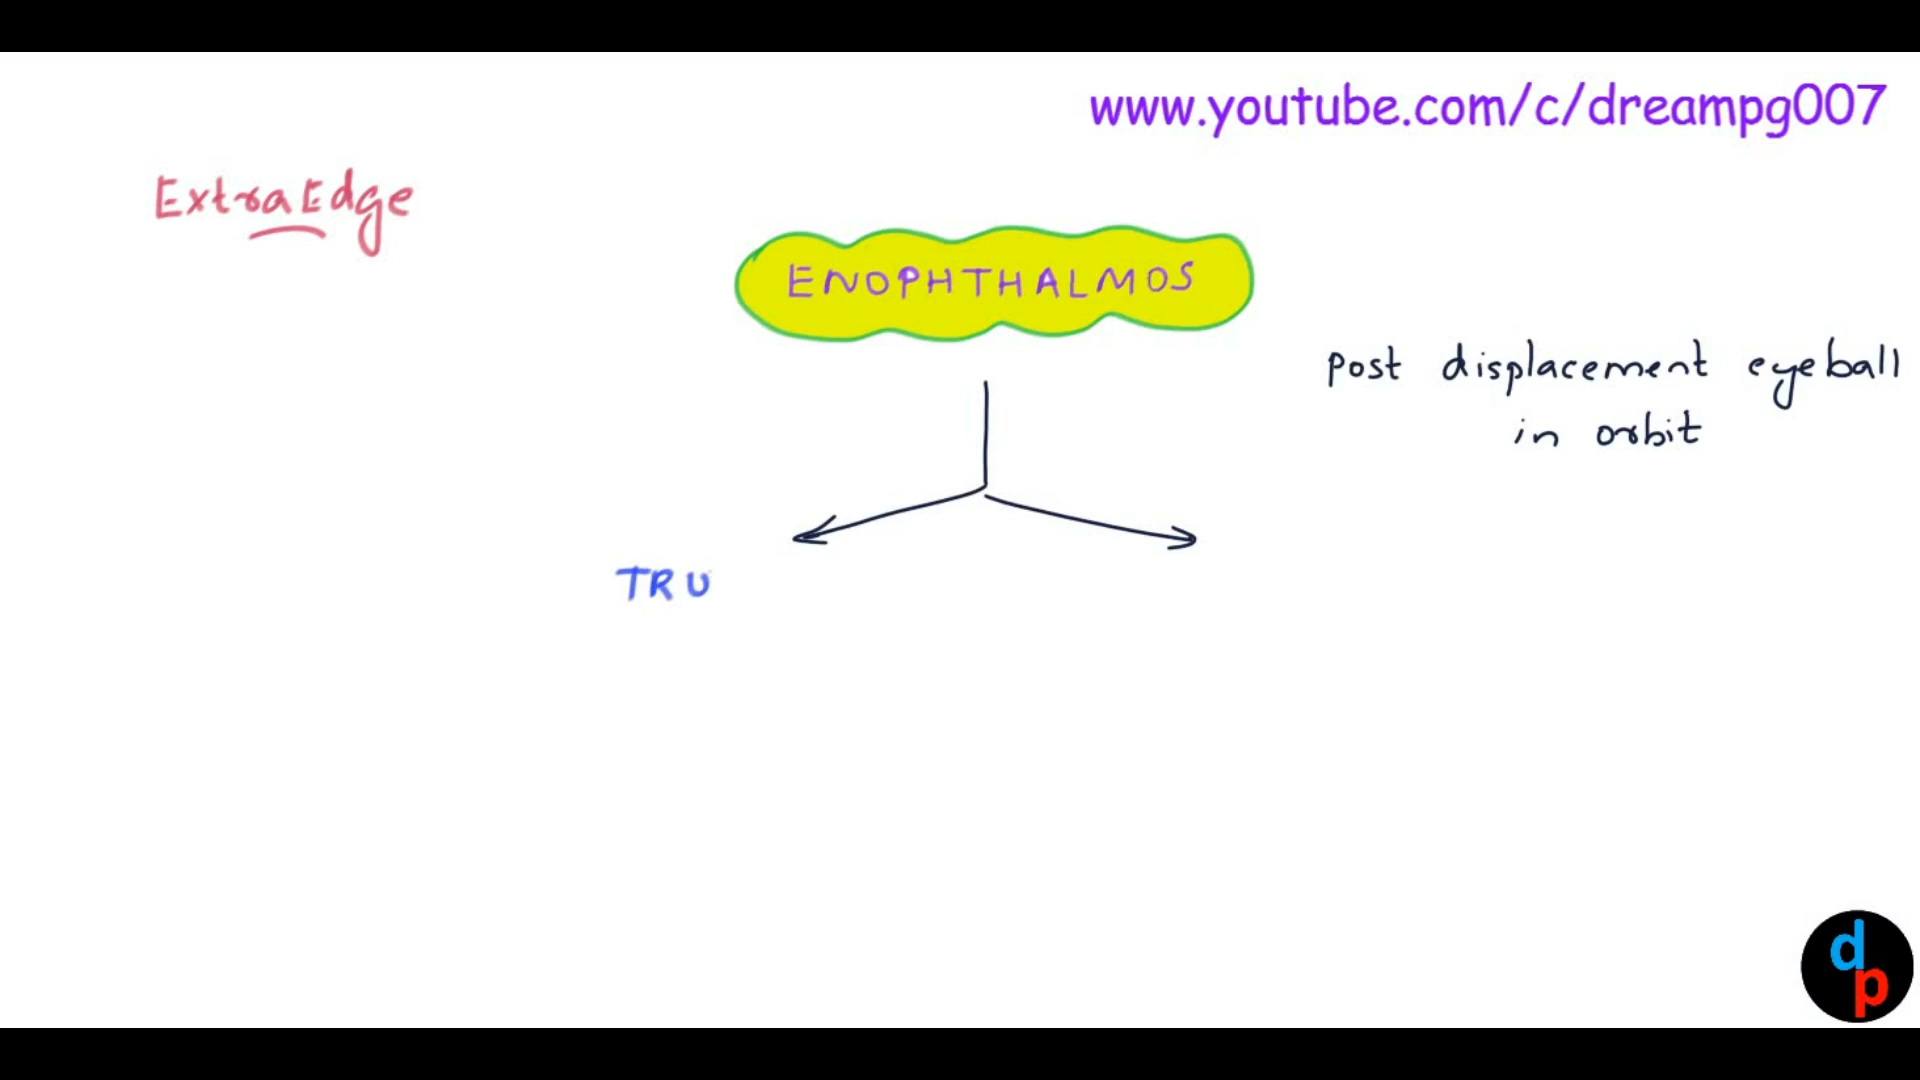 www.youtube.com/c/dreampg007
ExtraEdge
ENOPHTHALMOS
post displacement eyeball
in orbit
TRU
dp